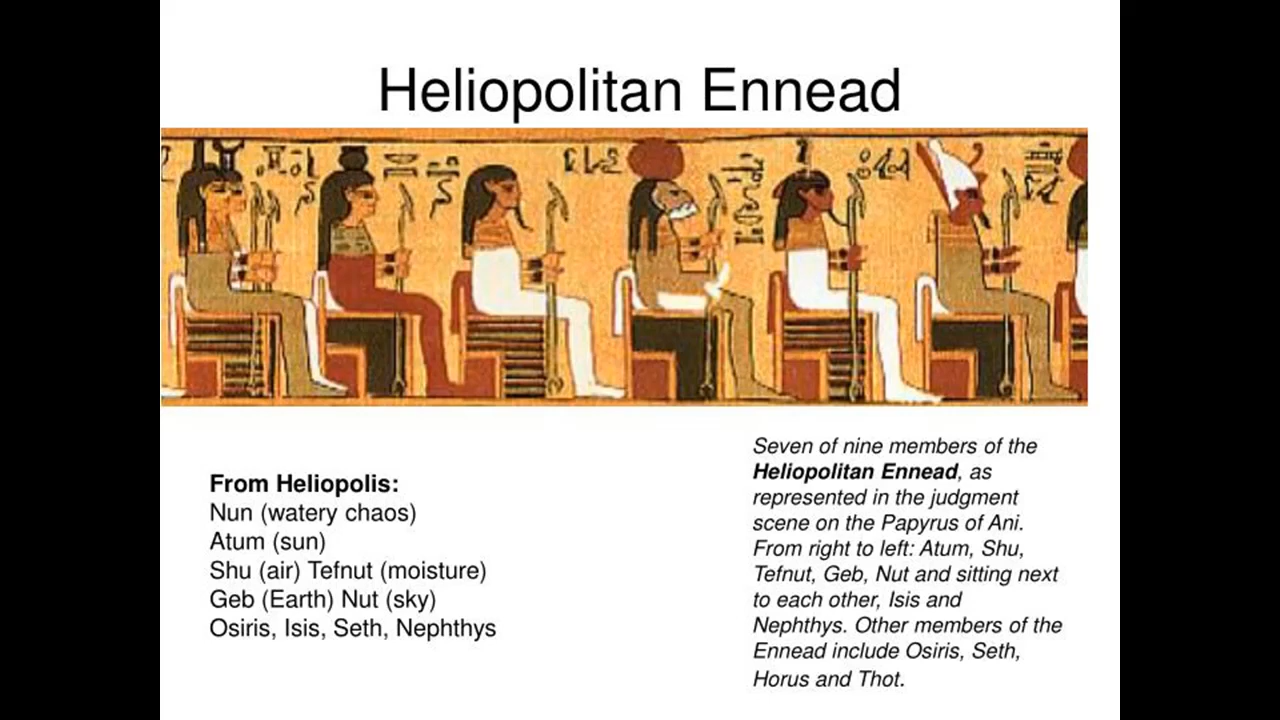 Heliopolitan Ennead
From Heliopolis:
Nun (watery chaos)
Atum (sun)
Shu (air) Tefnut (moisture)
Geb (Earth) Nut (sky)
Osiris, Isis, Seth, Nephthys
Seven of nine members of the
Heliopolitan Ennead, as
represented in the judgment
scene on the Papyrus of Ani.
From right to left: Atum, Shu,
Tefnut, Geb, Nut and sitting next
to each other, Isis and
Nephthys. Other members of the
Ennead include Osiris, Seth,
Horus and Thot.